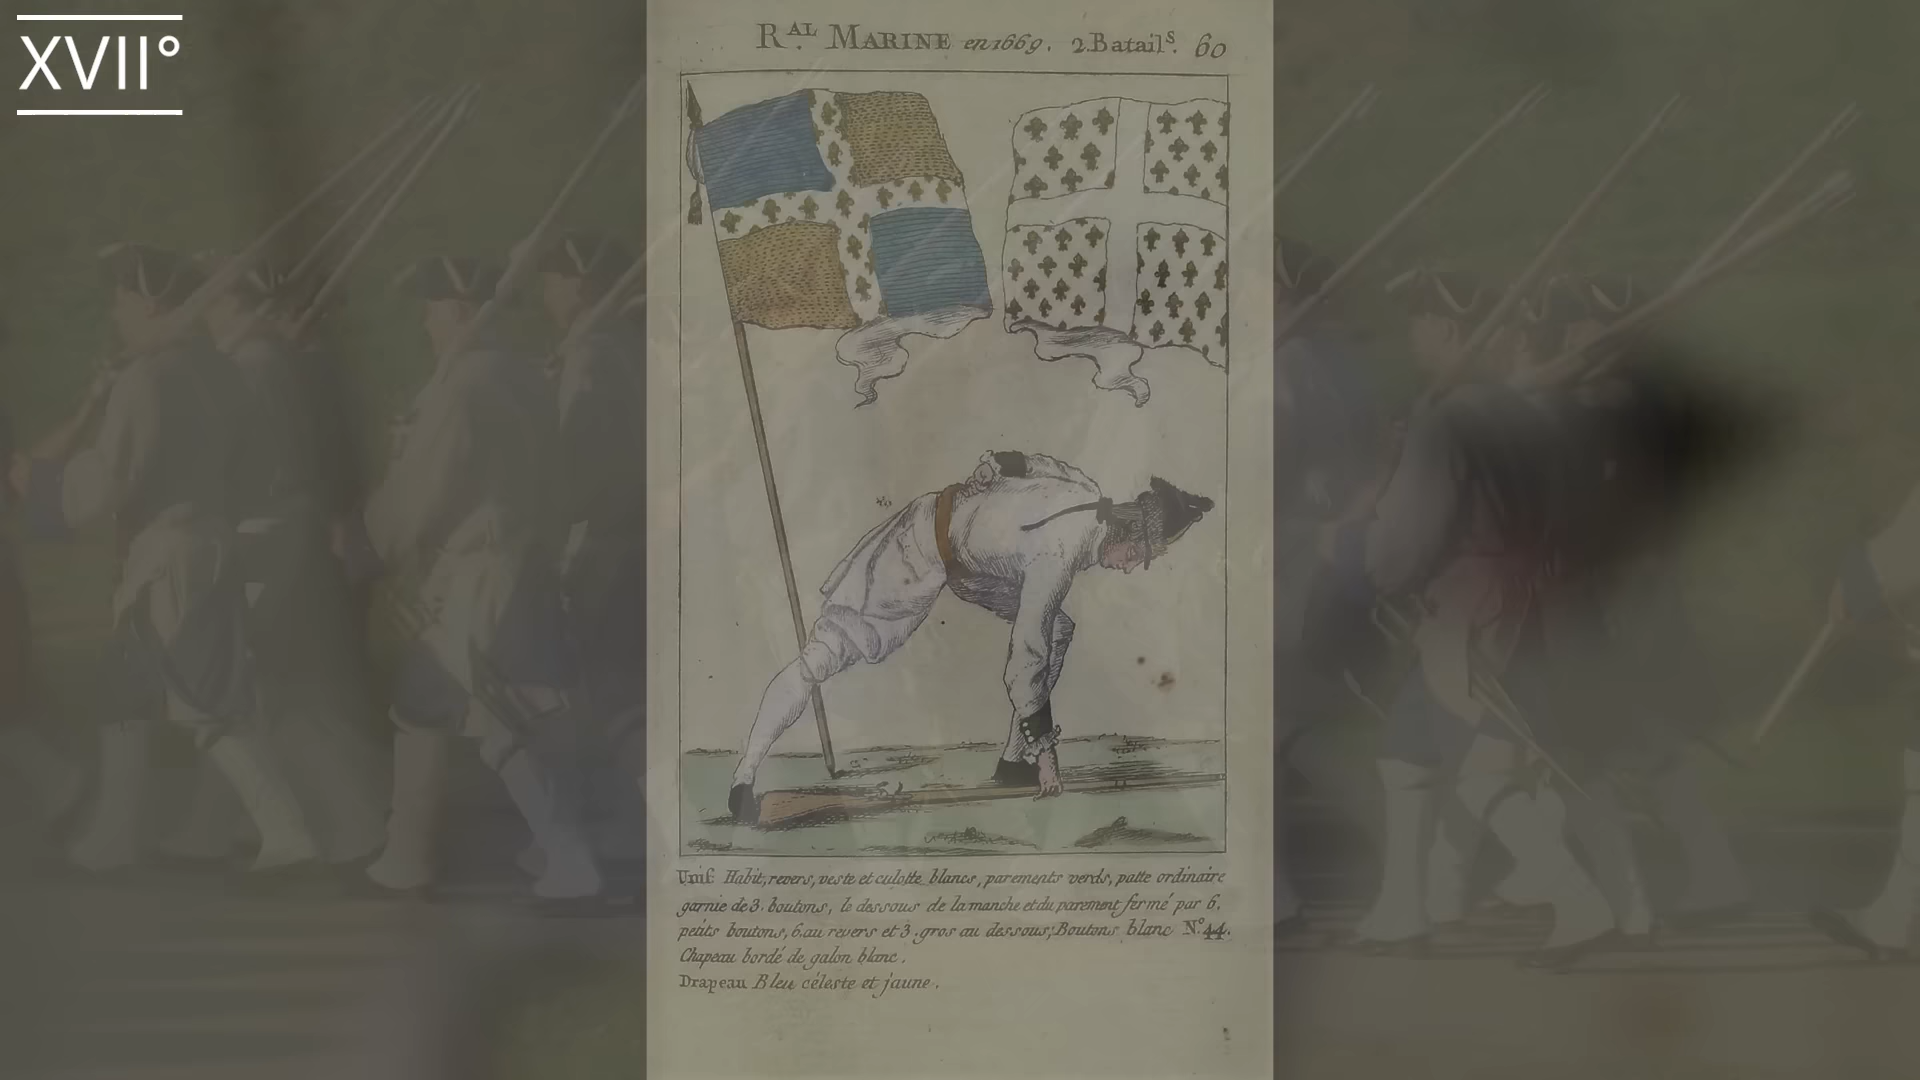 XVII°
R.AL MARINE en 1669. 2. Batail.s 60
Unif: Habit, revers, veste et culotte blancs, parements verds, patte ordinaire
garnie de 3. boutons, le dessous de la manche et du parement fermé par 6.
petits boutons, 6. au revers et 3. gros au dessous; Boutons blanc N.o 44.
Chapeau bordé de galon blanc.
Drapeau Bleu céleste et jaune.